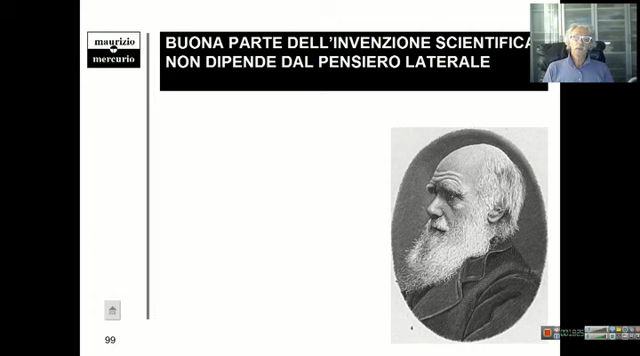 maurizio
mercurio
BUONA PARTE DELL'INVENZIONE SCIENTIFICA
NON DIPENDE DAL PENSIERO LATERALE
99